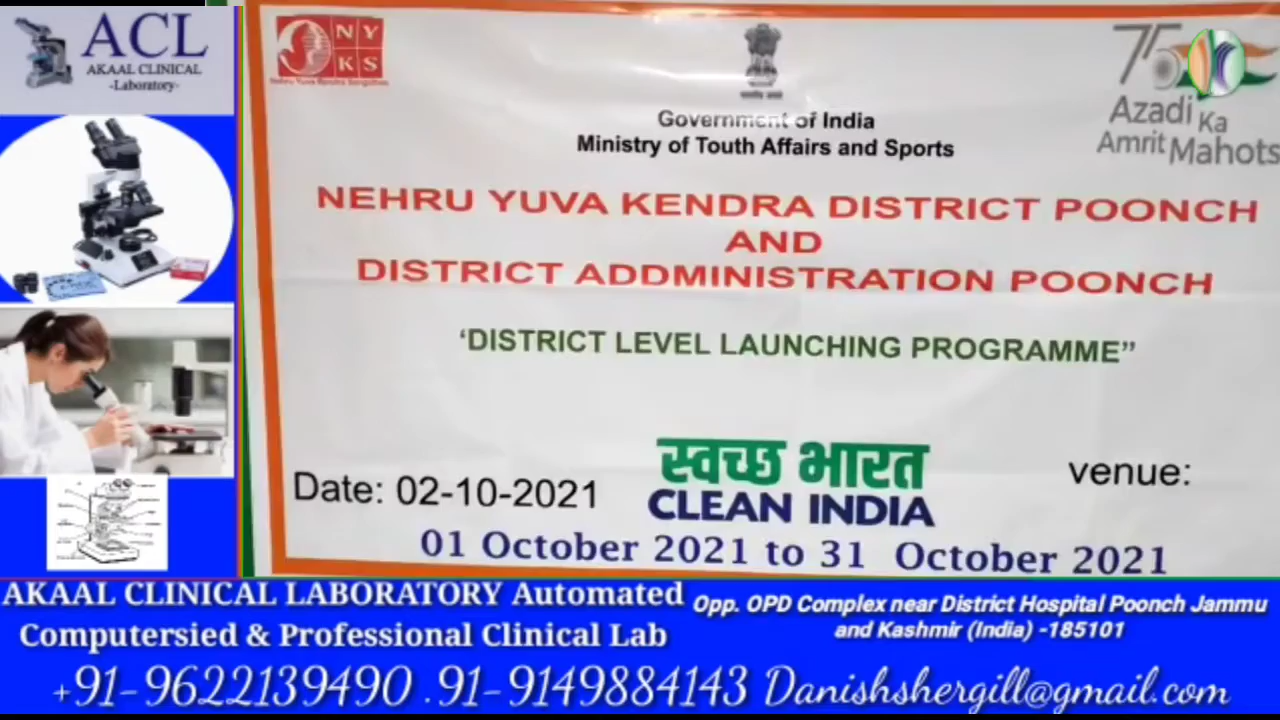 ACL
AKAAL CLINICAL
-Laboratory-
NYKS
Nehru Yuva Kendra Sangathan
75
Azadi Ka
Amrit Mahots
Government of India
Ministry of Touth Affairs and Sports
NEHRU YUVA KENDRA DISTRICT POONCH
AND
DISTRICT ADDMINISTRATION POONCH
‘DISTRICT LEVEL LAUNCHING PROGRAMME”
स्वच्छ भारत
CLEAN INDIA
Date: 02-10-2021
venue:
01 October 2021 to 31 October 2021
AKAAL CLINICAL LABORATORY Automated
Computersied & Professional Clinical Lab
Opp. OPD Complex near District Hospital Poonch Jammu
and Kashmir (India) -185101
+91-9622139490 .91-9149884143 Danishshergill@gmail.com